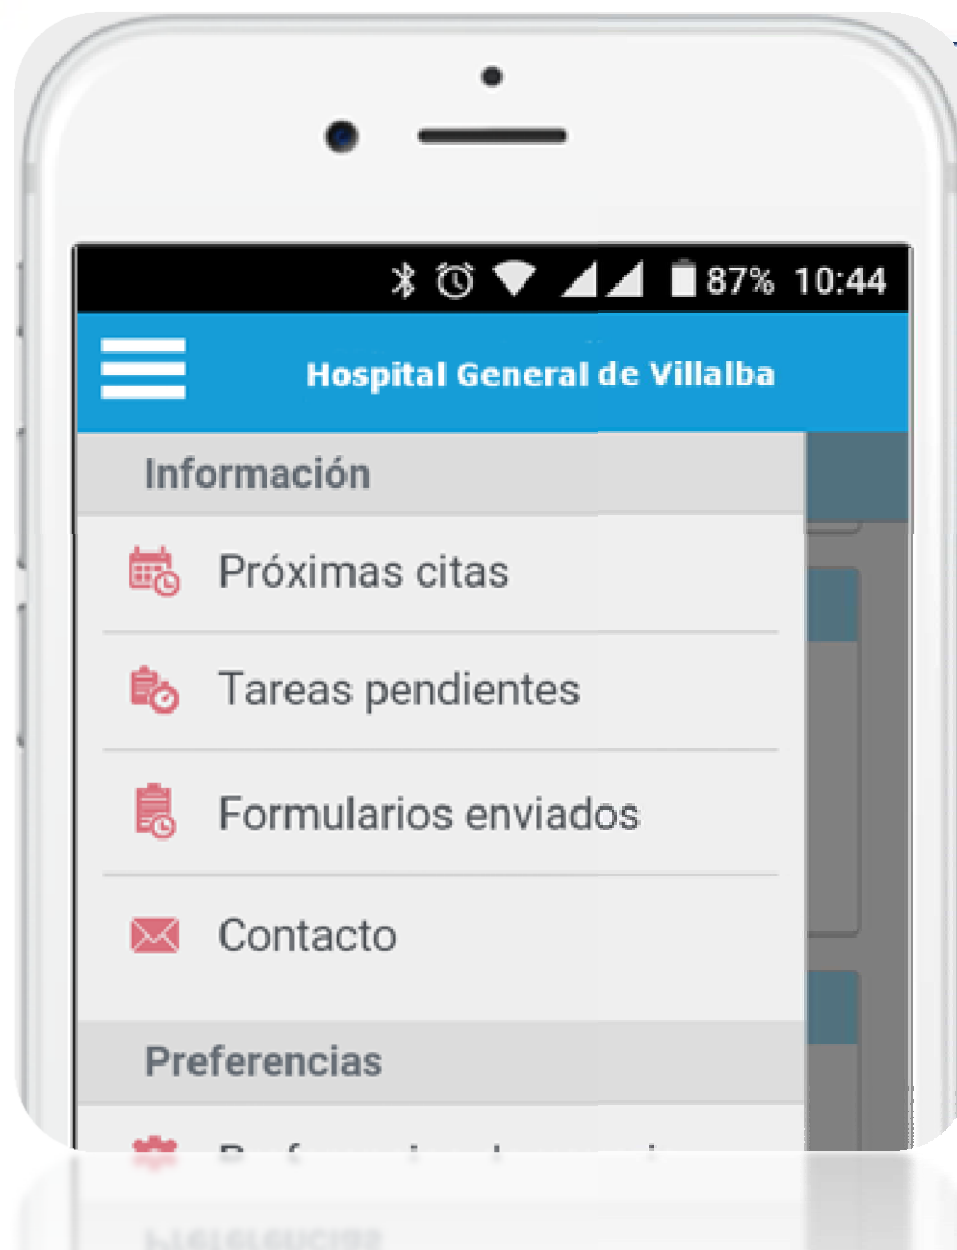 87% 10:44
Hospital General de Villalba
Información
Próximas citas
Tareas pendientes
Formularios enviados
Contacto
Preferencias